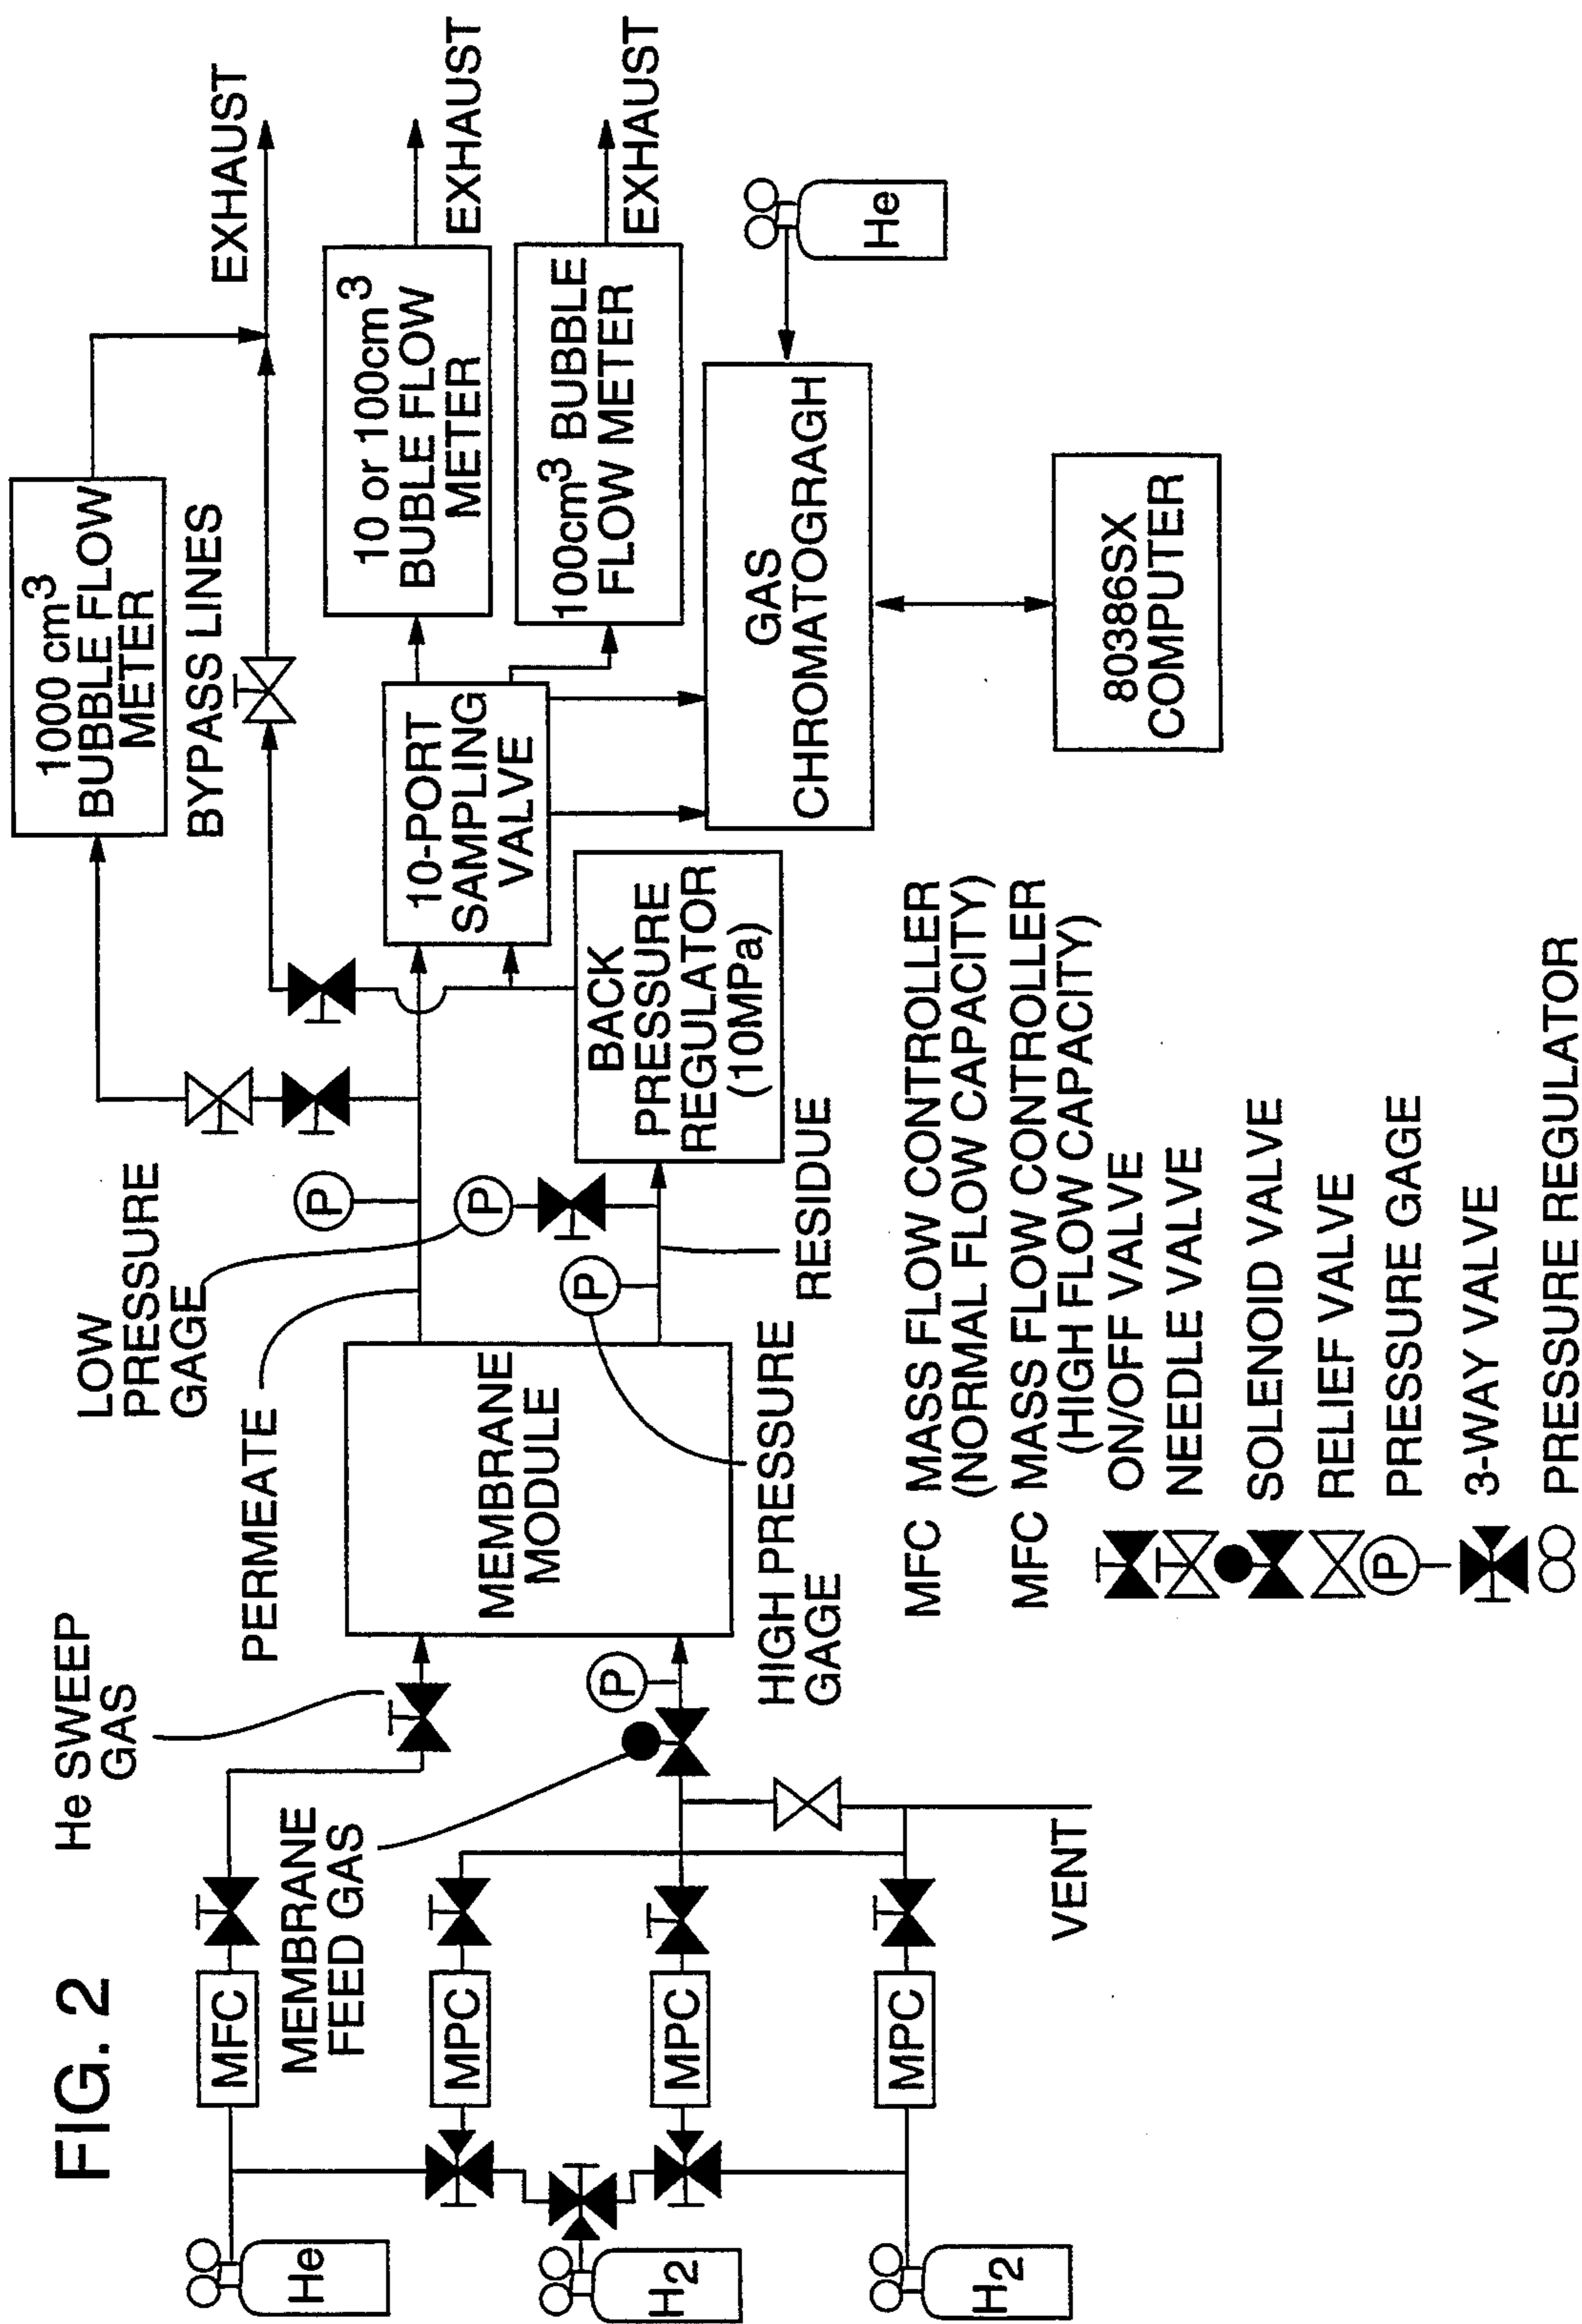 FIG. 2
He SWEEP
GAS
PERMEATE
LOW
PRESSURE
GAGE
1000 cm³
BUBBLE FLOW
METER
BYPASS LINES
EXHAUST
MFC
MEMBRANE
FEED GAS
He
MPC
H2
MPC
MPC
H2
VENT
P
MEMBRANE
MODULE
HIGH PRESSURE
GAGE
P
P
P
RESIDUE
BACK
PRESSURE
REGULATOR
(10MPa)
10-PORT
SAMPLING
VALVE
10 or 100cm³
BUBLE FLOW
METER
EXHAUST
100cm³ BUBBLE
FLOW METER
EXHAUST
GAS
CHROMATOGRAGH
He
80386SX
COMPUTER
MFC MASS FLOW CONTROLLER
(NORMAL FLOW CAPACITY)
MFC MASS FLOW CONTROLLER
(HIGH FLOW CAPACITY)
ON/OFF VALVE
NEEDLE VALVE
SOLENOID VALVE
RELIEF VALVE
P PRESSURE GAGE
3-WAY VALVE
PRESSURE REGULATOR